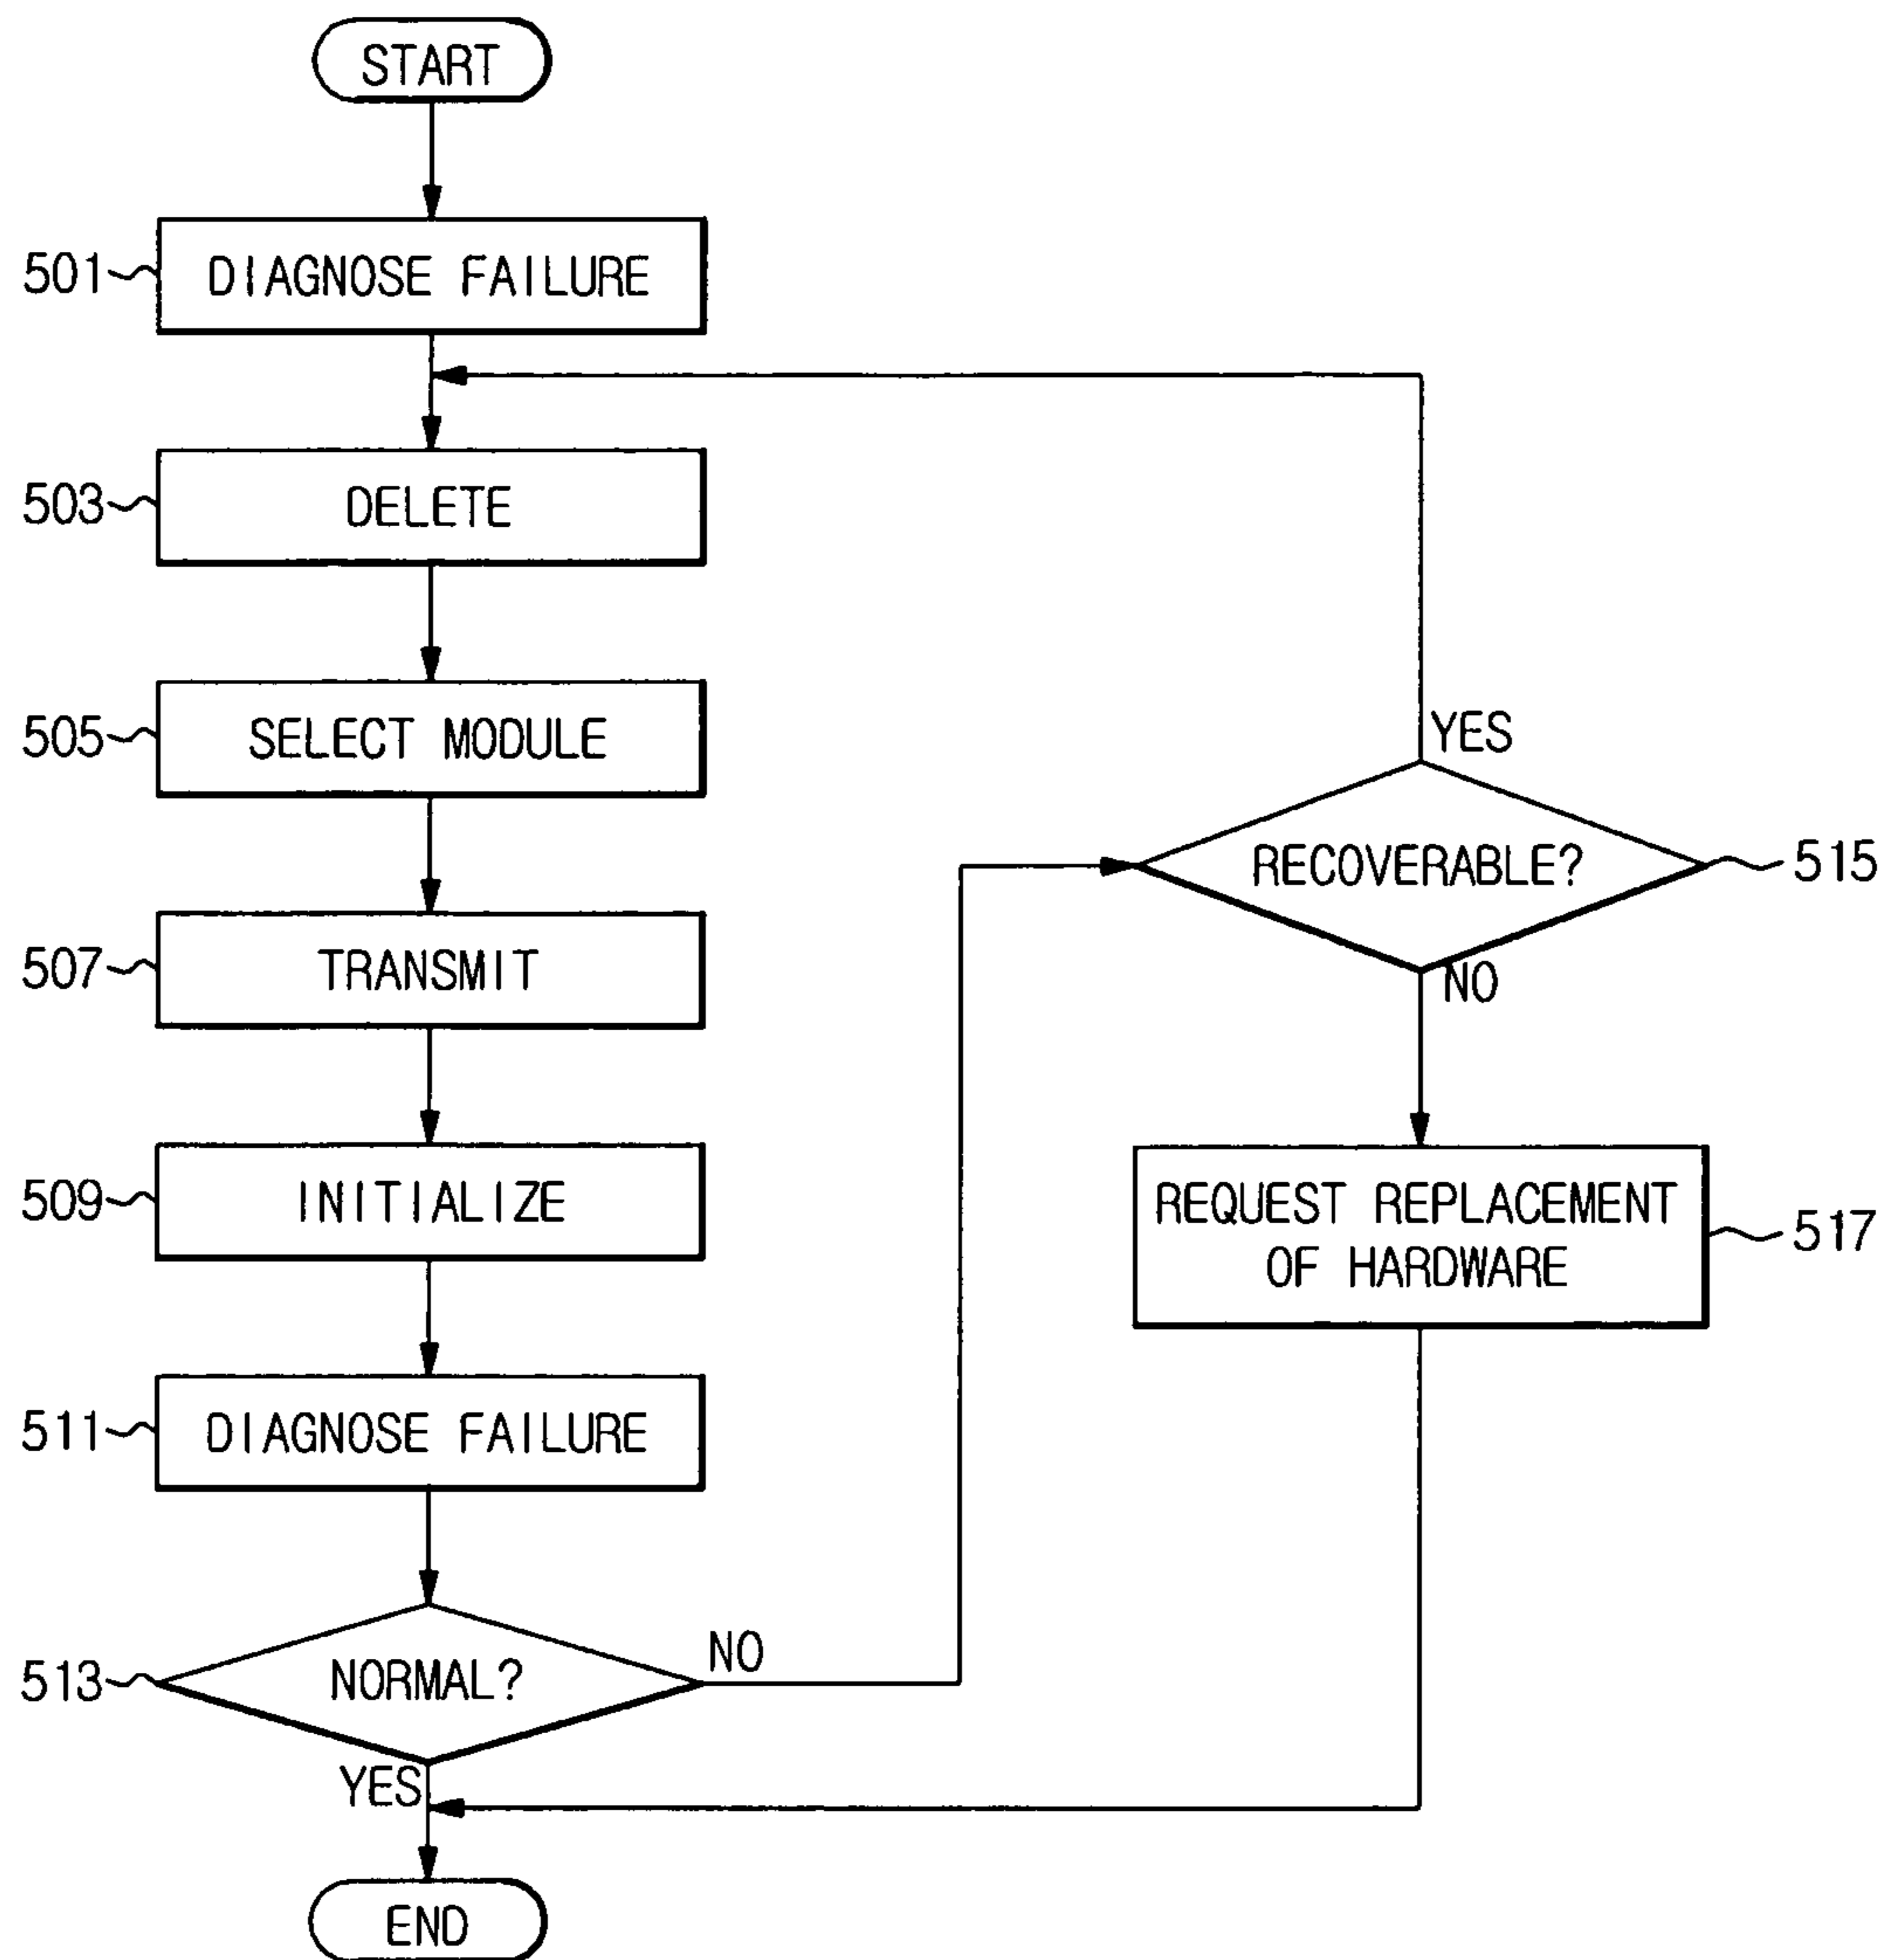 START
501
DIAGNOSE FAILURE
503
DELETE
505
SELECT MODULE
YES
RECOVERABLE?
515
507
TRANSMIT
NO
509
INITIALIZE
REQUEST REPLACEMENT
OF HARDWARE
517
511
DIAGNOSE FAILURE
513
NORMAL?
NO
YES
END